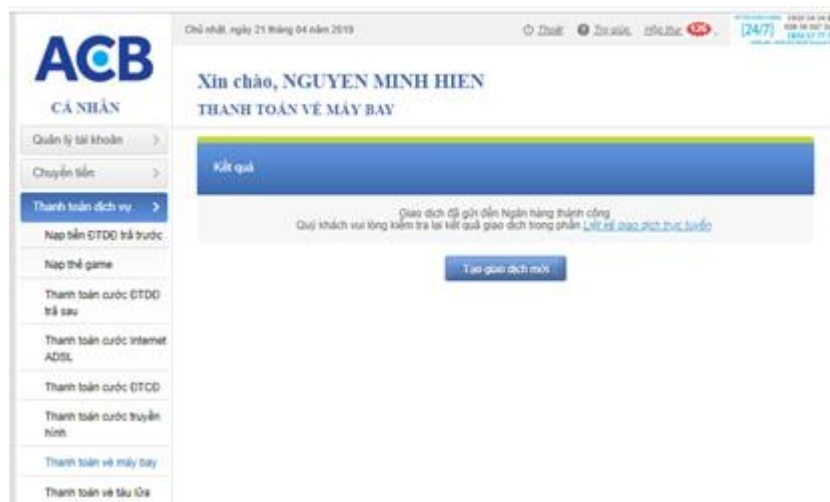 Chủ nhật, ngày 21 tháng 04 năm 2019
Thoát
Trợ giúp
Hộp thư
[24/7]
ACB
CÁ NHÂN
Xin chào, NGUYEN MINH HIEN
THANH TOÁN VÉ MÁY BAY
Quản lý tài khoản
Chuyển tiền
Thanh toán dịch vụ
Nạp tiền ĐTDĐ trả trước
Nạp thẻ game
Thanh toán cước ĐTDĐ
trả sau
Thanh toán cước Internet
ADSL
Thanh toán cước ĐTCĐ
Thanh toán cước truyền
hình
Thanh toán vé máy bay
Thanh toán vé tàu lửa
Kết quả
Giao dịch đã gửi đến Ngân hàng thành công
Quý khách vui lòng kiểm tra lại kết quả giao dịch trong phần Liệt kê giao dịch trực tuyến
Tạo giao dịch mới